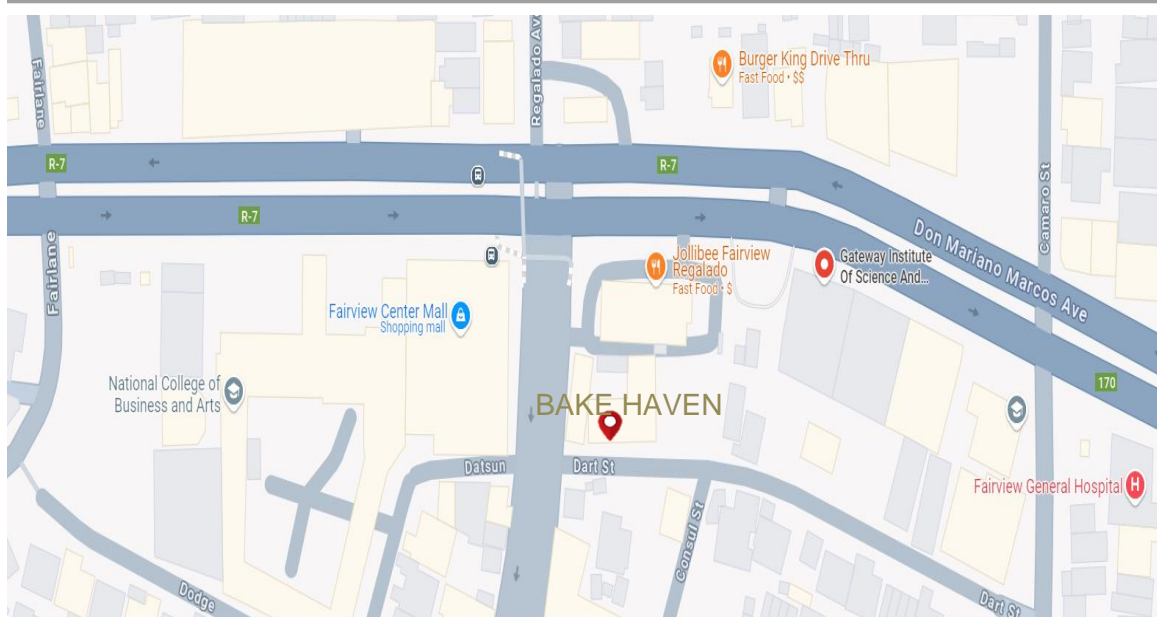 Fairlane
Regalado Av
Burger King Drive Thru
Fast Food • $$
R-7
R-7
R-7
Camaro St
Don Mariano Marcos Ave
Fairlane
Jollibee Fairview
Regalado
Fast Food • $
Gateway Institute
Of Science And...
Fairview Center Mall
Shopping mall
National College of
Business and Arts
170
BAKE HAVEN
Datsun
Dart St
Fairview General Hospital
H
Consul St
Dodge
Dart St